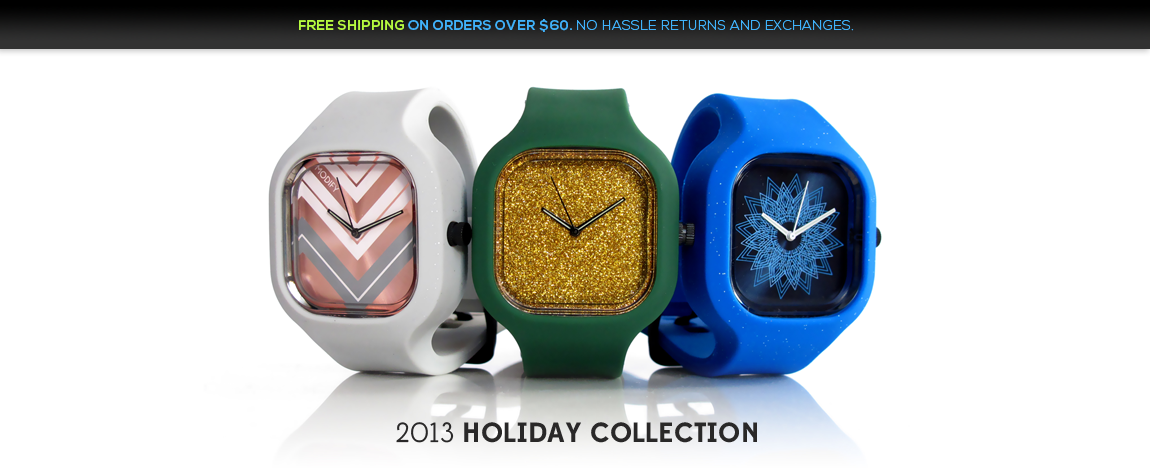 FREE SHIPPING ON ORDERS OVER $60. NO HASSLE RETURNS AND EXCHANGES.
MODIFY
2013 HOLIDAY COLLECTION